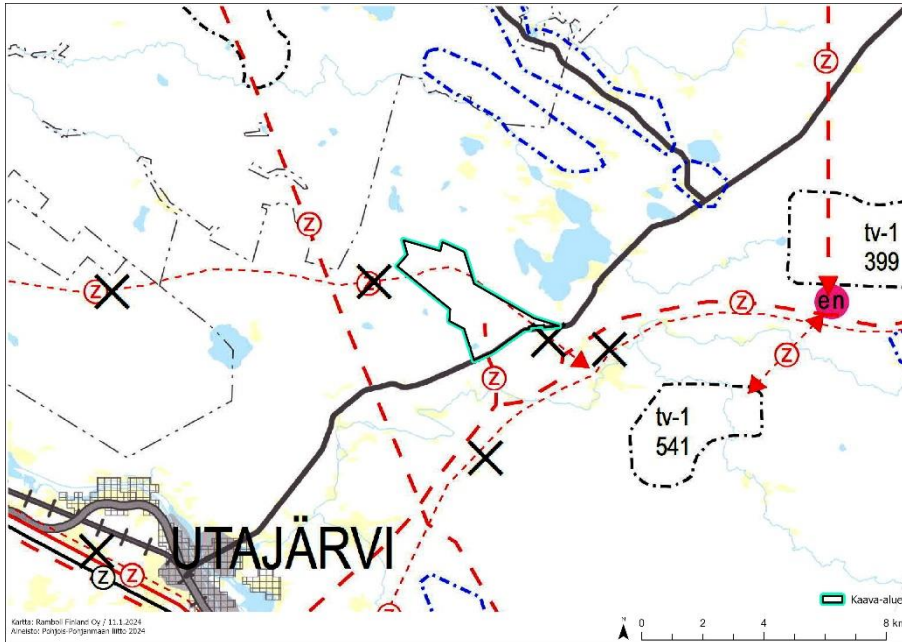 Z
Z
tv-1
399
Z
Z
en
Z
Z
Z
tv-1
541
UTAJÄRVI
Z
Z
Z
Kartta: Ramboll Finland Oy / 11.1.2024
Aineisto: Pohjois-Pohjanmaan liitto 2024
Kaava-alue
N
0 2 4 8 km